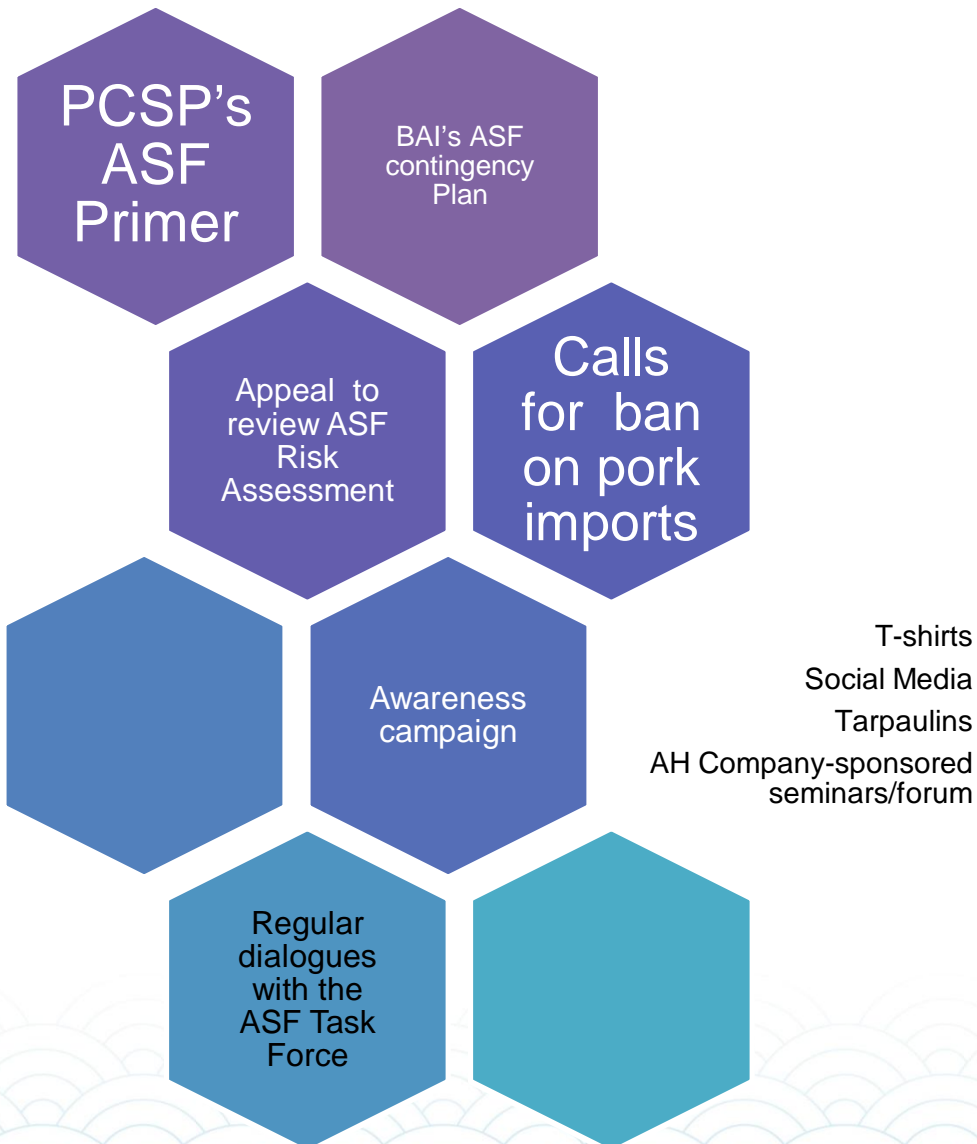 PCSP’s
ASF
Primer
BAI’s ASF
contingency
Plan
Appeal to
review ASF
Risk
Assessment
Calls
for ban
on pork
imports
Awareness
campaign
T-shirts
Social Media
Tarpaulins
AH Company-sponsored
seminars/forum
Regular
dialogues
with the
ASF Task
Force